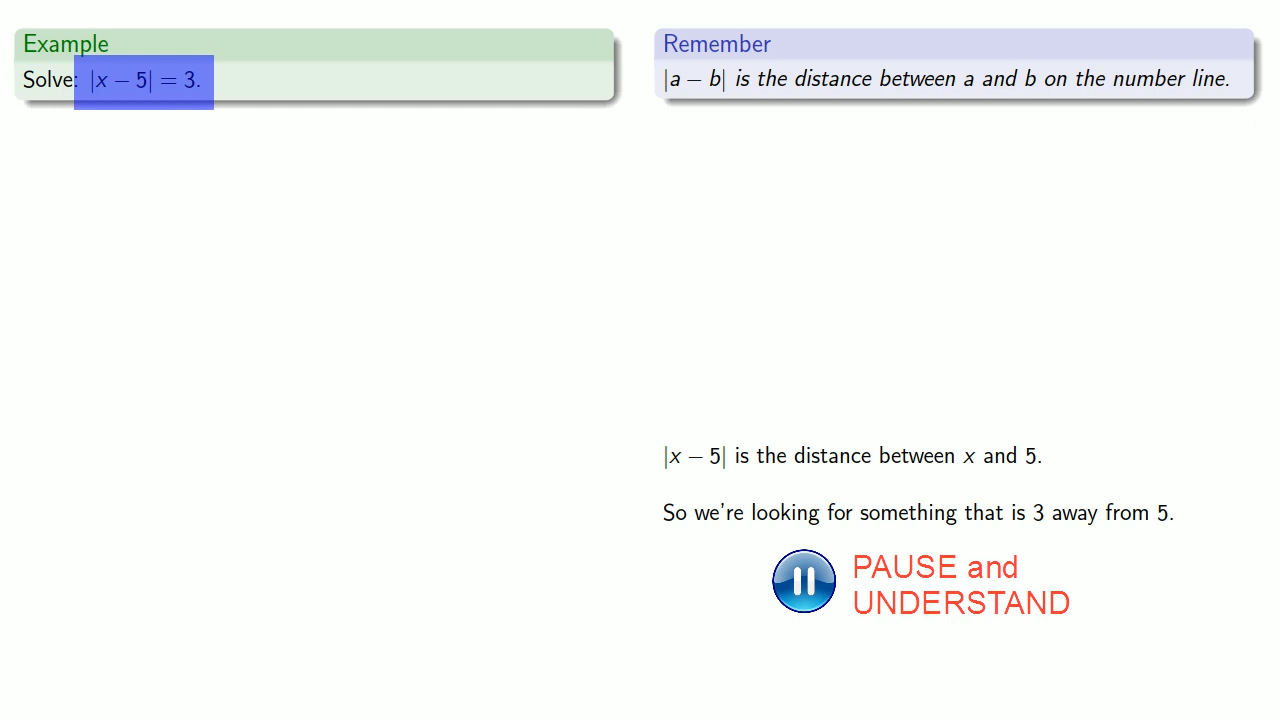 Example
Solve: |x − 5| = 3.
Remember
|a − b| is the distance between a and b on the number line.
|x − 5| is the distance between x and 5.
So we're looking for something that is 3 away from 5.
PAUSE and
UNDERSTAND